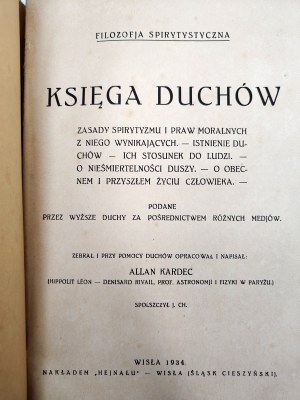 FILOZOFJA SPIRYTYSTYCZNA
KSIĘGA DUCHÓW
ZASADY SPIRYTYZMU I PRAW MORALNYCH
Z NIEGO WYNIKAJĄCYCH. — ISTNIENIE DU-
CHÓW — ICH STOSUNEK DO LUDZI. —
O NIEŚMIERTELNOŚCI DUSZY. — O OBEC-
NEM I PRZYSZŁEM ŻYCIU CZŁOWIEKA. —
PODANE
PRZEZ WYŻSZE DUCHY ZA POŚREDNICTWEM RÓŻNYCH MEDJÓW.
ZEBRAŁ I PRZY POMOCY DUCHÓW OPRACOWAŁ I NAPISAŁ:
ALLAN KARDEC
(HIPPOLIT LÉON — DENISARD RIVAIL, PROF. ASTRONOMJI I FIZYKI W PARYŻU.)
SPOLSZCZYŁ J. CH.
WISŁA 1934.
NAKŁADEM „HEJNAŁU" — WISŁA (ŚLĄSK CIESZYŃSKI).